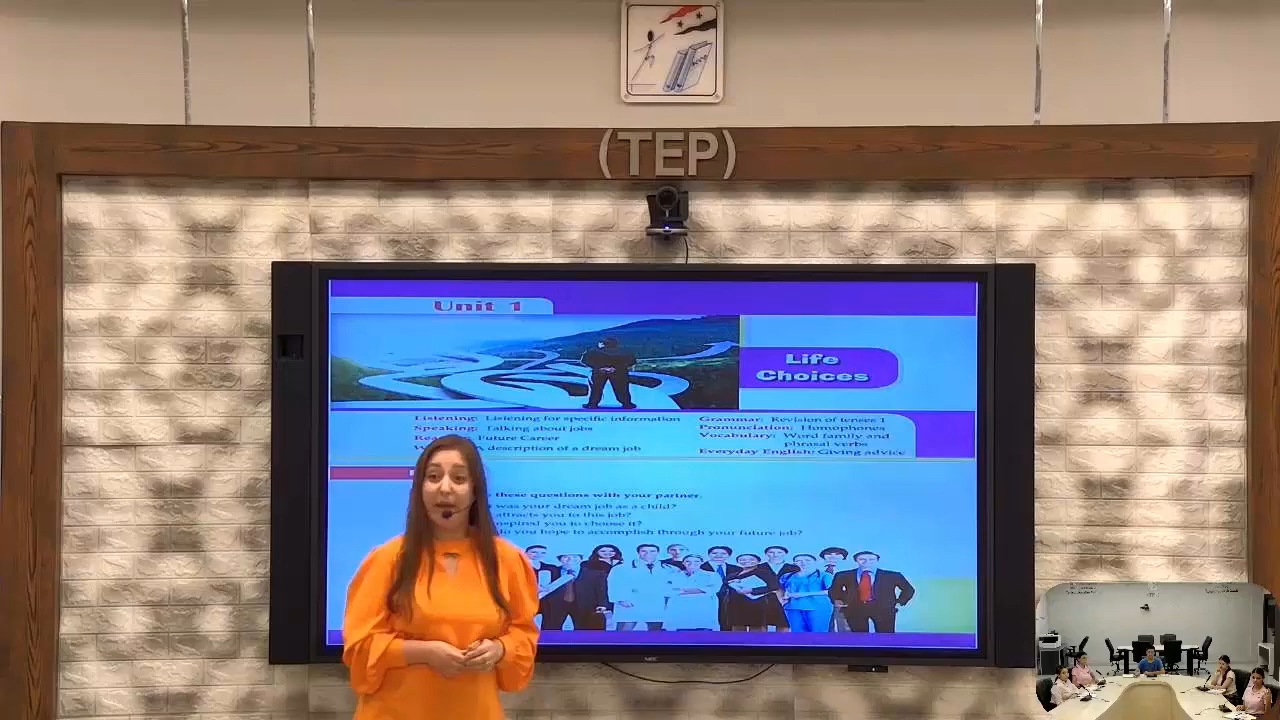 (TEP)
Unit 1
Life
Choices
Listening: Listening for specific information
Speaking: Talking about jobs
Future Career
A description of a dream job
Grammar: Revision of tenses 1
Pronunciation: Homophones
Vocabulary: Word family and
phrasal verbs
Everyday English: Giving advice
these questions with your partner.
was your dream job as a child?
attracts you to this job?
you to choose it?
you hope to accomplish through your future job?
NEC